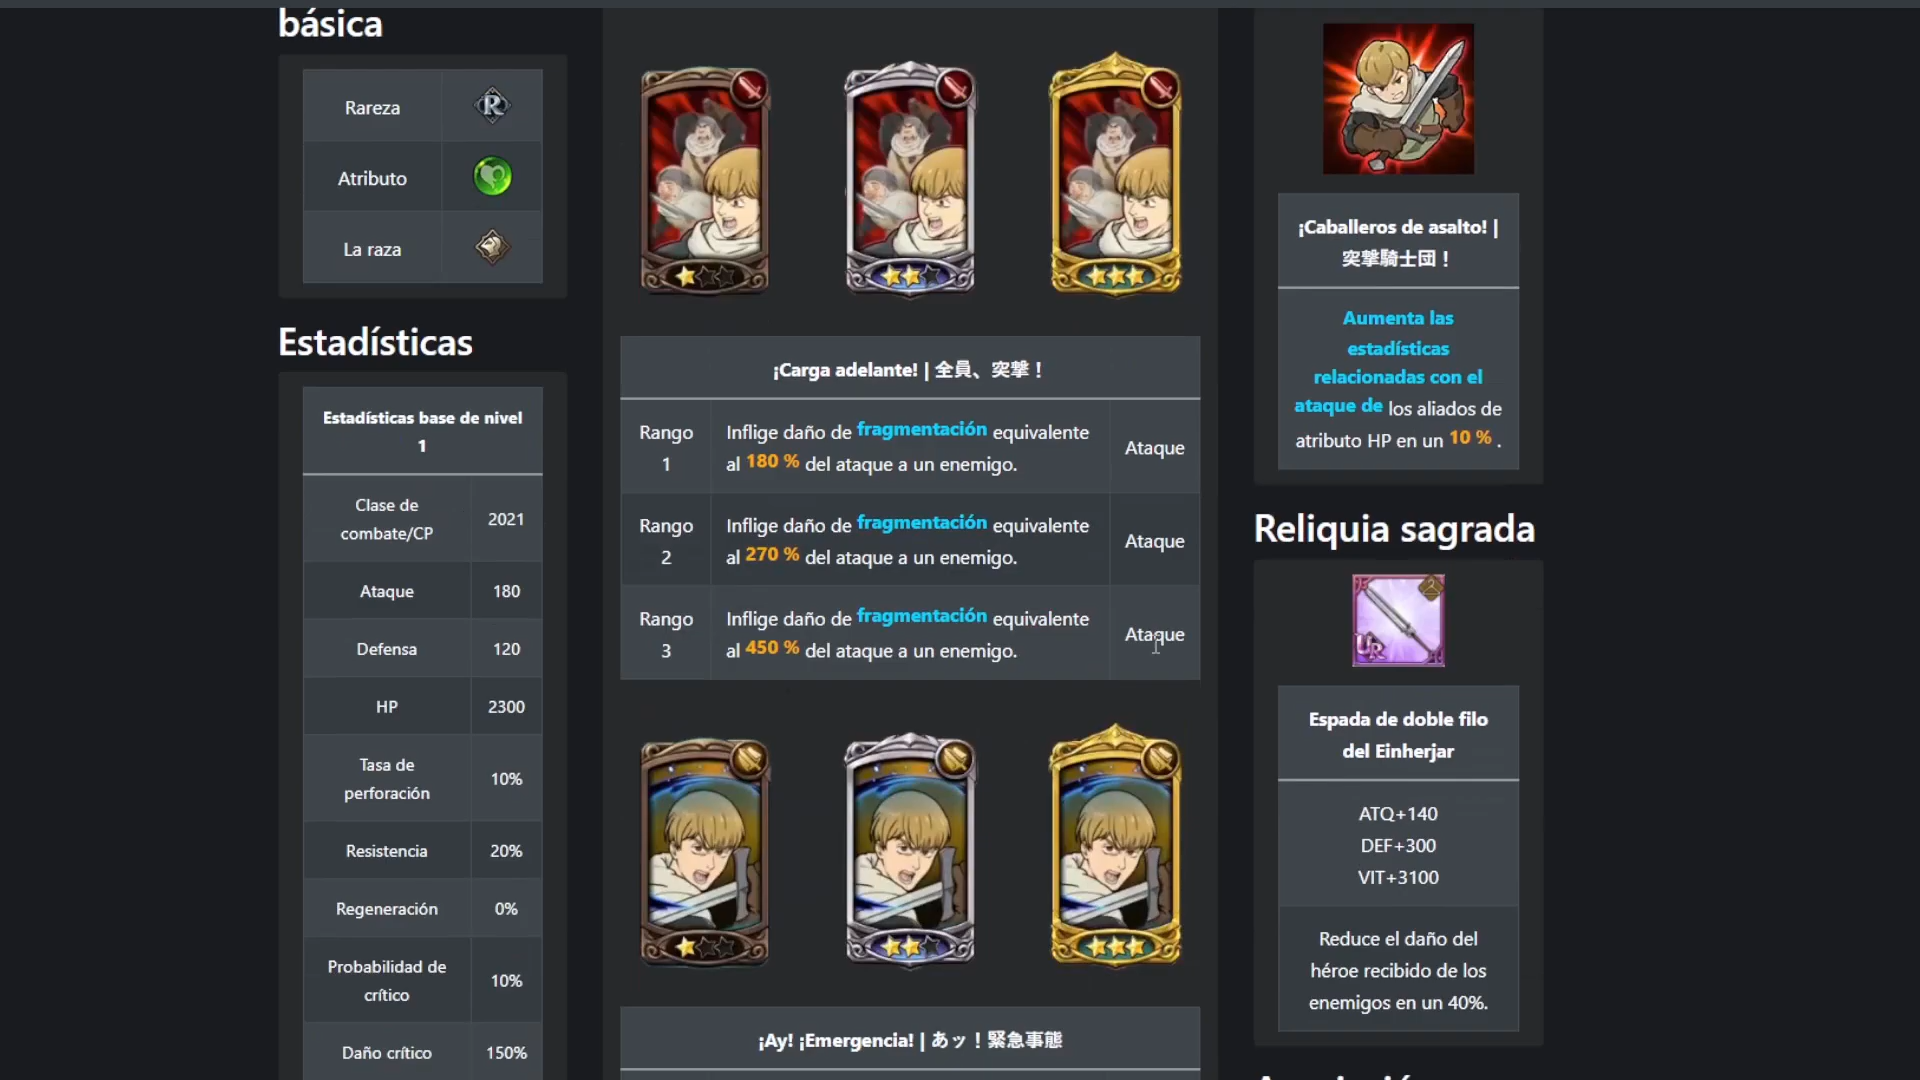 básica
Rareza R
Atributo
La raza
Estadísticas
Estadísticas base de nivel
1
Clase de
combate/CP
2021
Ataque 180
Defensa 120
HP 2300
Tasa de
perforación
10%
Resistencia 20%
Regeneración 0%
Probabilidad de
crítico
10%
Daño crítico 150%
¡Carga adelante! | 全員、突撃！
Rango
1
Inflige daño de fragmentación equivalente
al 180 % del ataque a un enemigo.
Ataque
Rango
2
Inflige daño de fragmentación equivalente
al 270 % del ataque a un enemigo.
Ataque
Rango
3
Inflige daño de fragmentación equivalente
al 450 % del ataque a un enemigo.
Ataque
¡Ay! ¡Emergencia! | あッ！緊急事態
¡Caballeros de asalto! |
突撃騎士団！
Aumenta las
estadísticas
relacionadas con el
ataque de los aliados de
atributo HP en un 10 % .
Reliquia sagrada
UR
Espada de doble filo
del Einherjar
ATQ+140
DEF+300
VIT+3100
Reduce el daño del
héroe recibido de los
enemigos en un 40%.